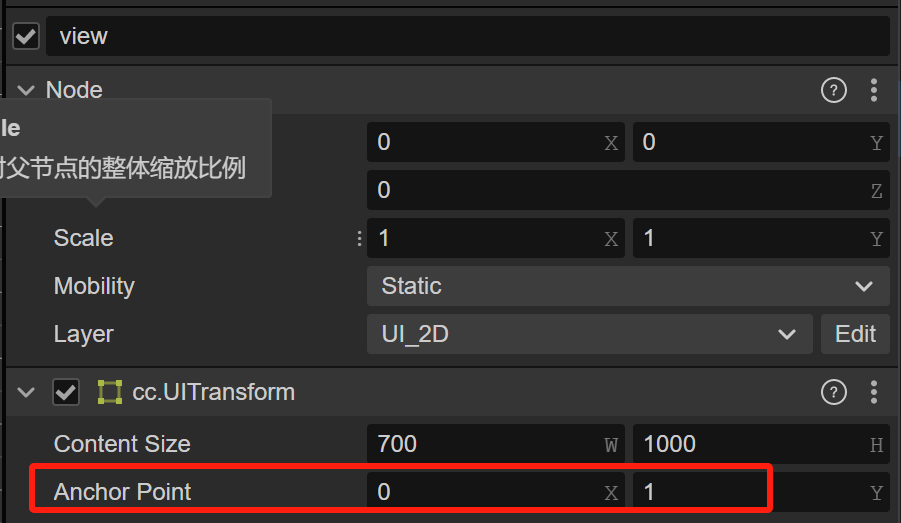 view
Node
le
父节点的整体缩放比例
0 X 0 Y
0 Z
Scale 1 X 1 Y
Mobility Static
Layer UI_2D Edit
cc.UITransform
Content Size 700 W 1000 H
Anchor Point 0 X 1 Y